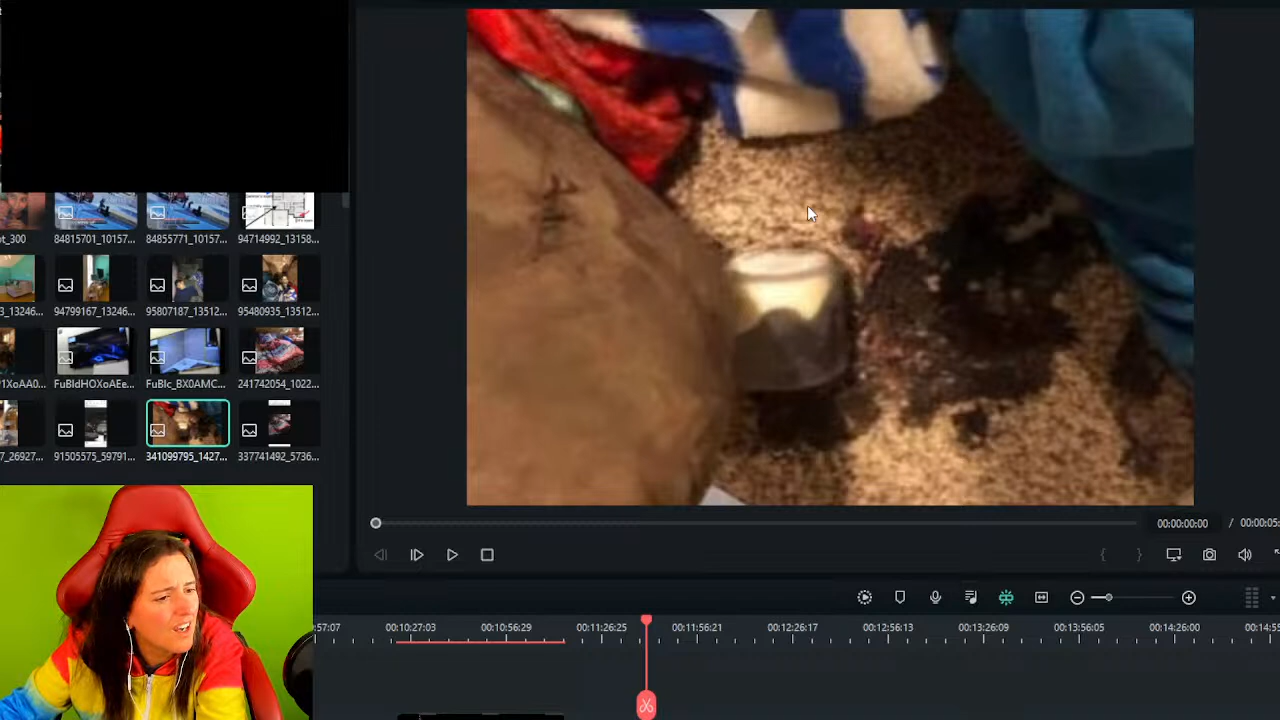 t_300
84815701_10157...
84855771_10157...
94714992_13158...
3_13246...
94799167_13246...
95807187_13512...
95480935_13512...
1XoAA0...
FuBldHOXoAEe...
FuBlc_BX0AMC...
241742054_1022...
7_26927...
91505575_59791...
341099795_1427...
337741492_5736...
00:00:00:00 / 00:00:05:
:57:07 00:10:27:03 00:10:56:29 00:11:26:25 00:11:56:21 00:12:26:17 00:12:56:13 00:13:26:09 00:13:56:05 00:14:26:00 00:14:55